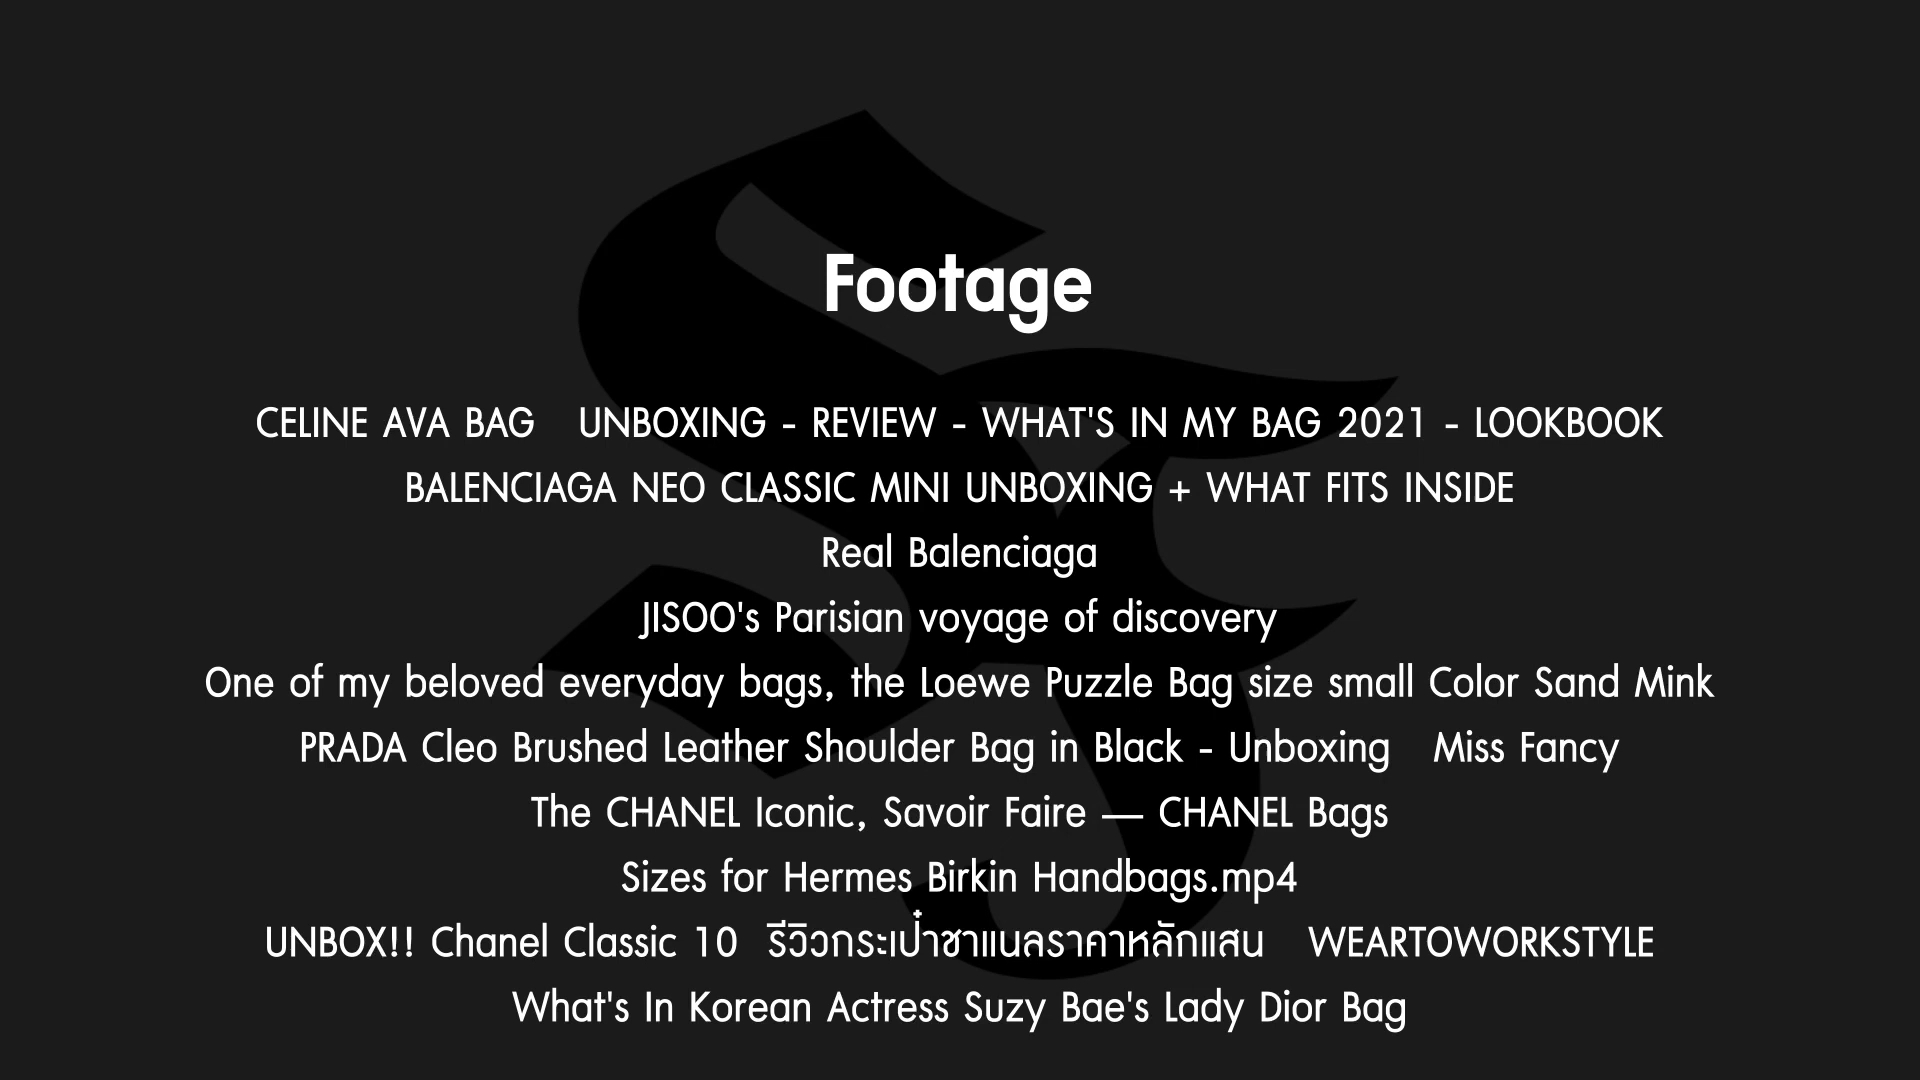 Footage
CELINE AVA BAG   UNBOXING - REVIEW - WHAT'S IN MY BAG 2021 - LOOKBOOK
BALENCIAGA NEO CLASSIC MINI UNBOXING + WHAT FITS INSIDE
Real Balenciaga
JISOO's Parisian voyage of discovery
One of my beloved everyday bags, the Loewe Puzzle Bag size small Color Sand Mink
PRADA Cleo Brushed Leather Shoulder Bag in Black - Unboxing   Miss Fancy
The CHANEL Iconic, Savoir Faire — CHANEL Bags
Sizes for Hermes Birkin Handbags.mp4
UNBOX!! Chanel Classic 10  รีวิวกระเป๋าชาแนลราคาหลักแสน   WEARTOWORKSTYLE
What's In Korean Actress Suzy Bae's Lady Dior Bag